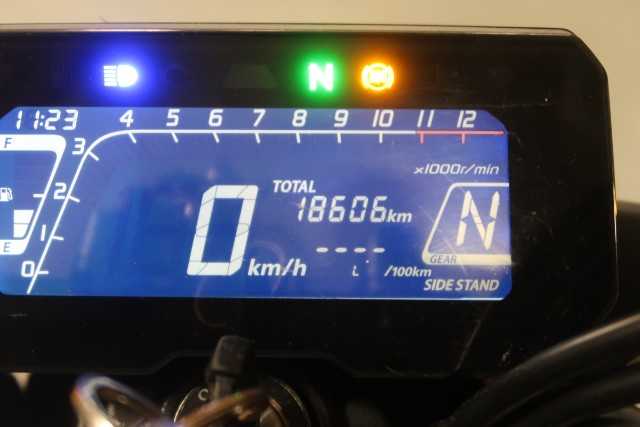 N ABS
11:23 4 5 6 7 8 9 10 11 12
F 3
x1000r/min
TOTAL
2 18606km
0 km/h N
1 ----
E GEAR
0 L /100km
SIDE STAND